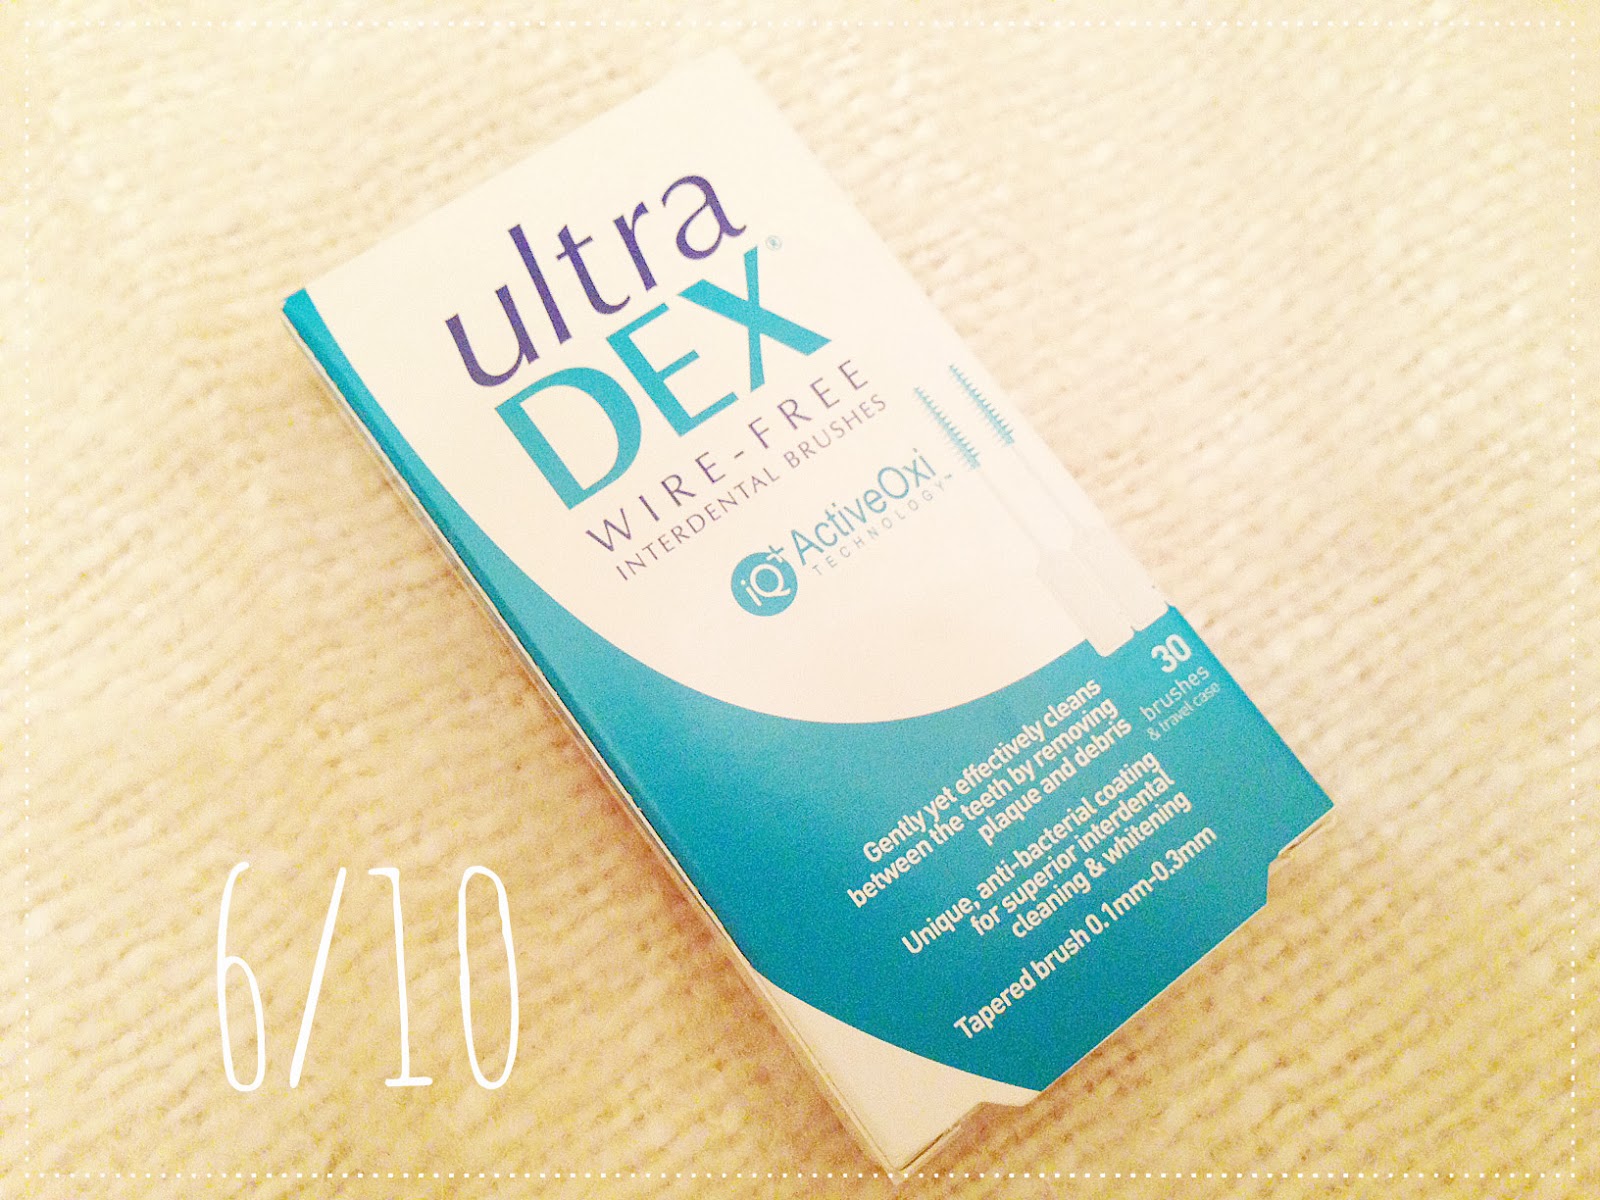 ultra
DEX®
WIRE-FREE
INTERDENTAL BRUSHES
iQ+ ActiveOxi
TECHNOLOGY™
30
brushes
& travel case
Gently yet effectively cleans
between the teeth by removing
plaque and debris
Unique, anti-bacterial coating
for superior interdental
cleaning & whitening
Tapered brush 0.1mm-0.3mm
6/10